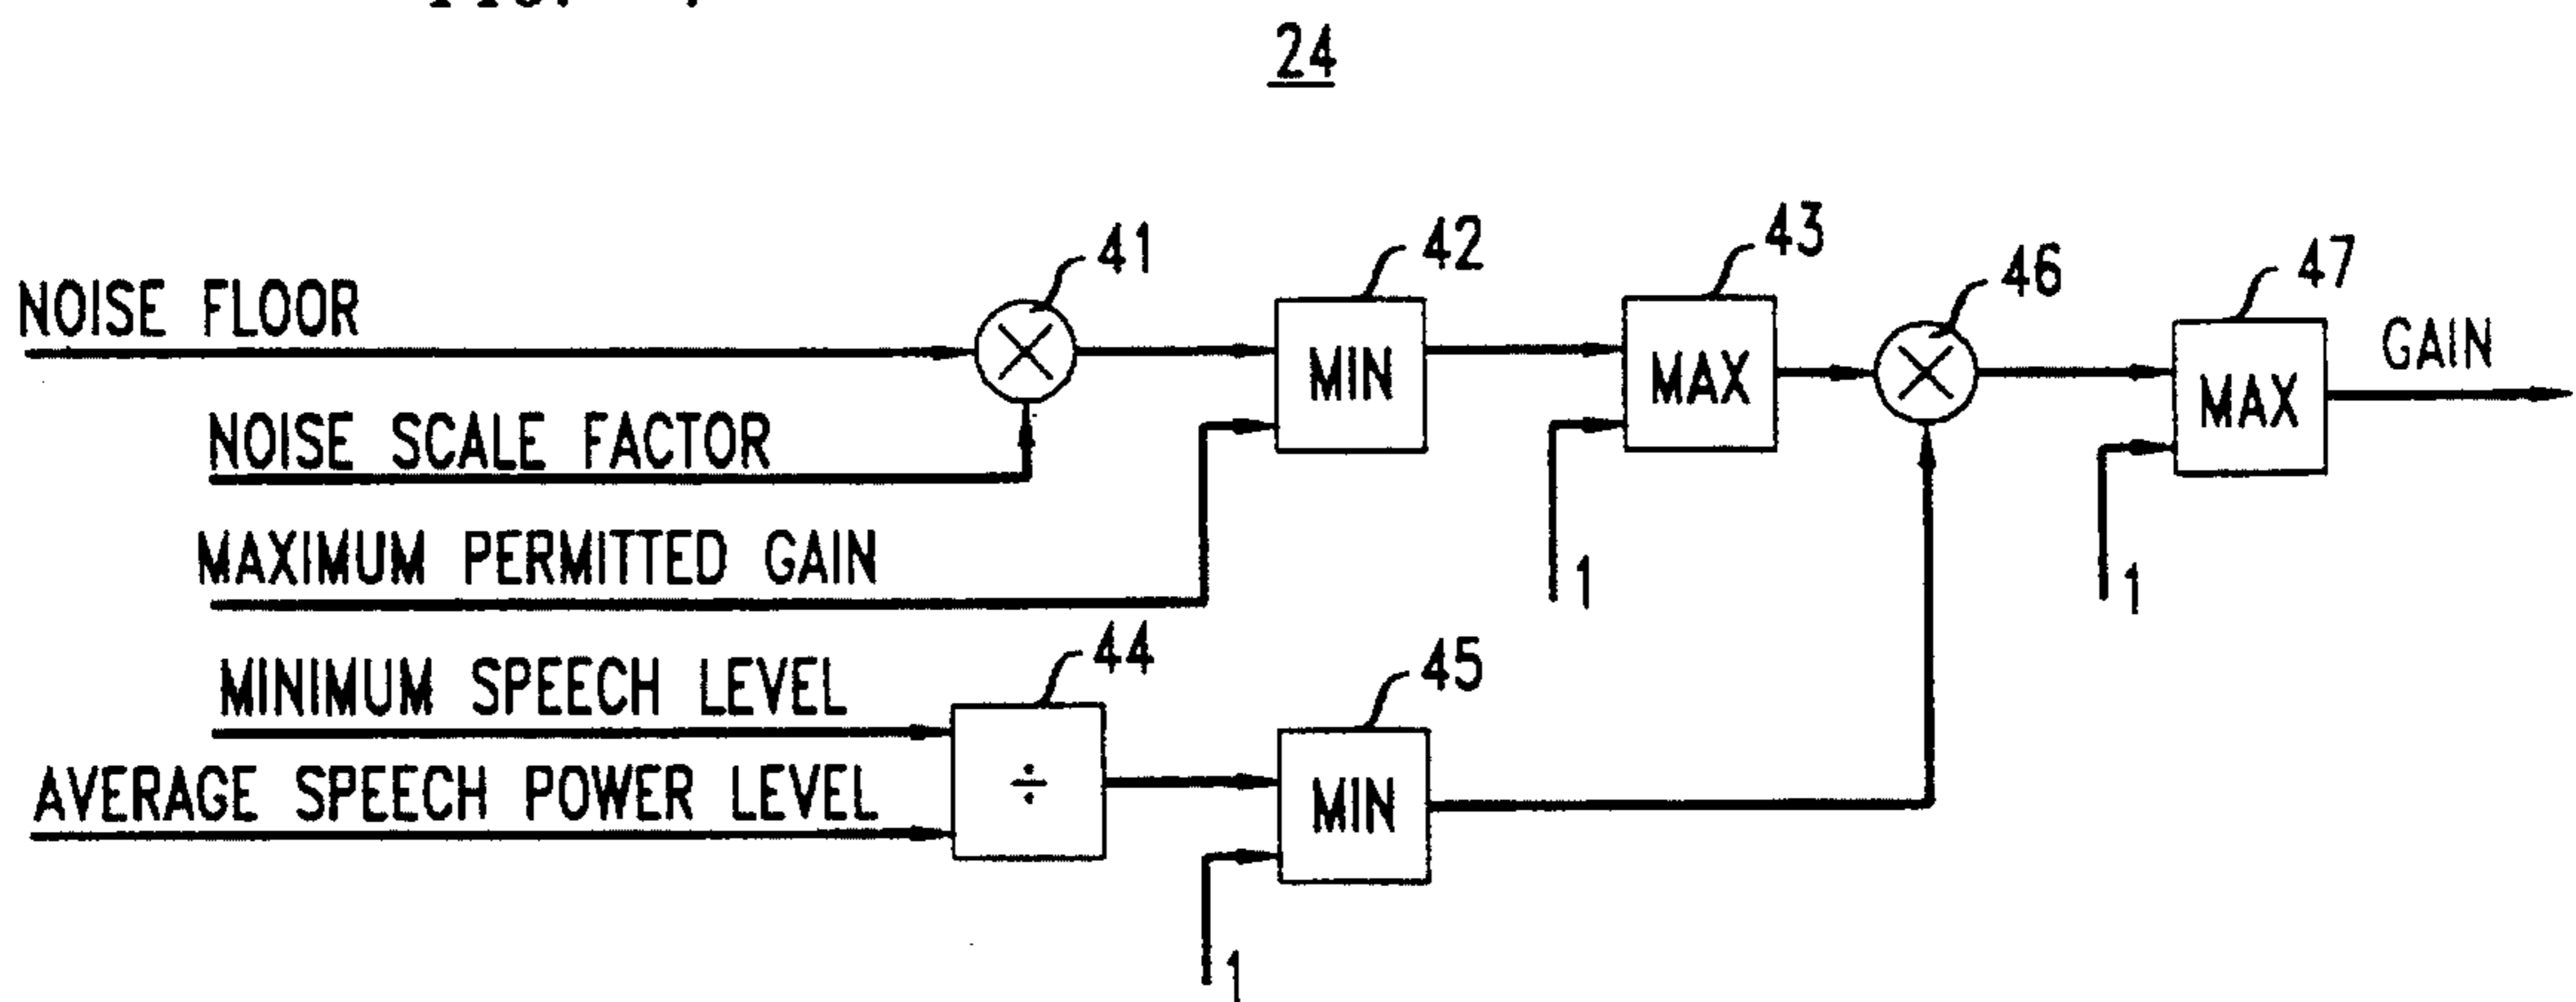 24
41
42
43
46
47
NOISE FLOOR
GAIN
MIN
MAX
MAX
NOISE SCALE FACTOR
MAXIMUM PERMITTED GAIN
1
1
44
45
MINIMUM SPEECH LEVEL
÷
MIN
AVERAGE SPEECH POWER LEVEL
1